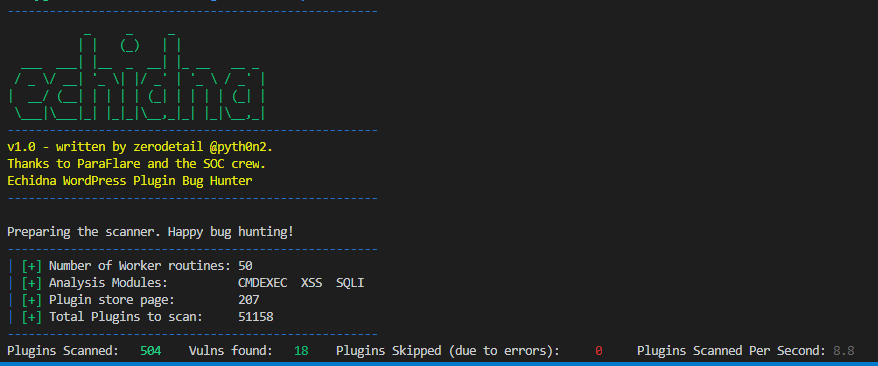 echidna
v1.0 - written by zerodetail @pyth0n2.
Thanks to ParaFlare and the SOC crew.
Echidna WordPress Plugin Bug Hunter
Preparing the scanner. Happy bug hunting!
| [+] Number of Worker routines: 50
| [+] Analysis Modules: CMDEXEC XSS SQLI
| [+] Plugin store page: 207
| [+] Total Plugins to scan: 51158
Plugins Scanned: 504 Vulns found: 18 Plugins Skipped (due to errors): 0 Plugins Scanned Per Second: 8.8